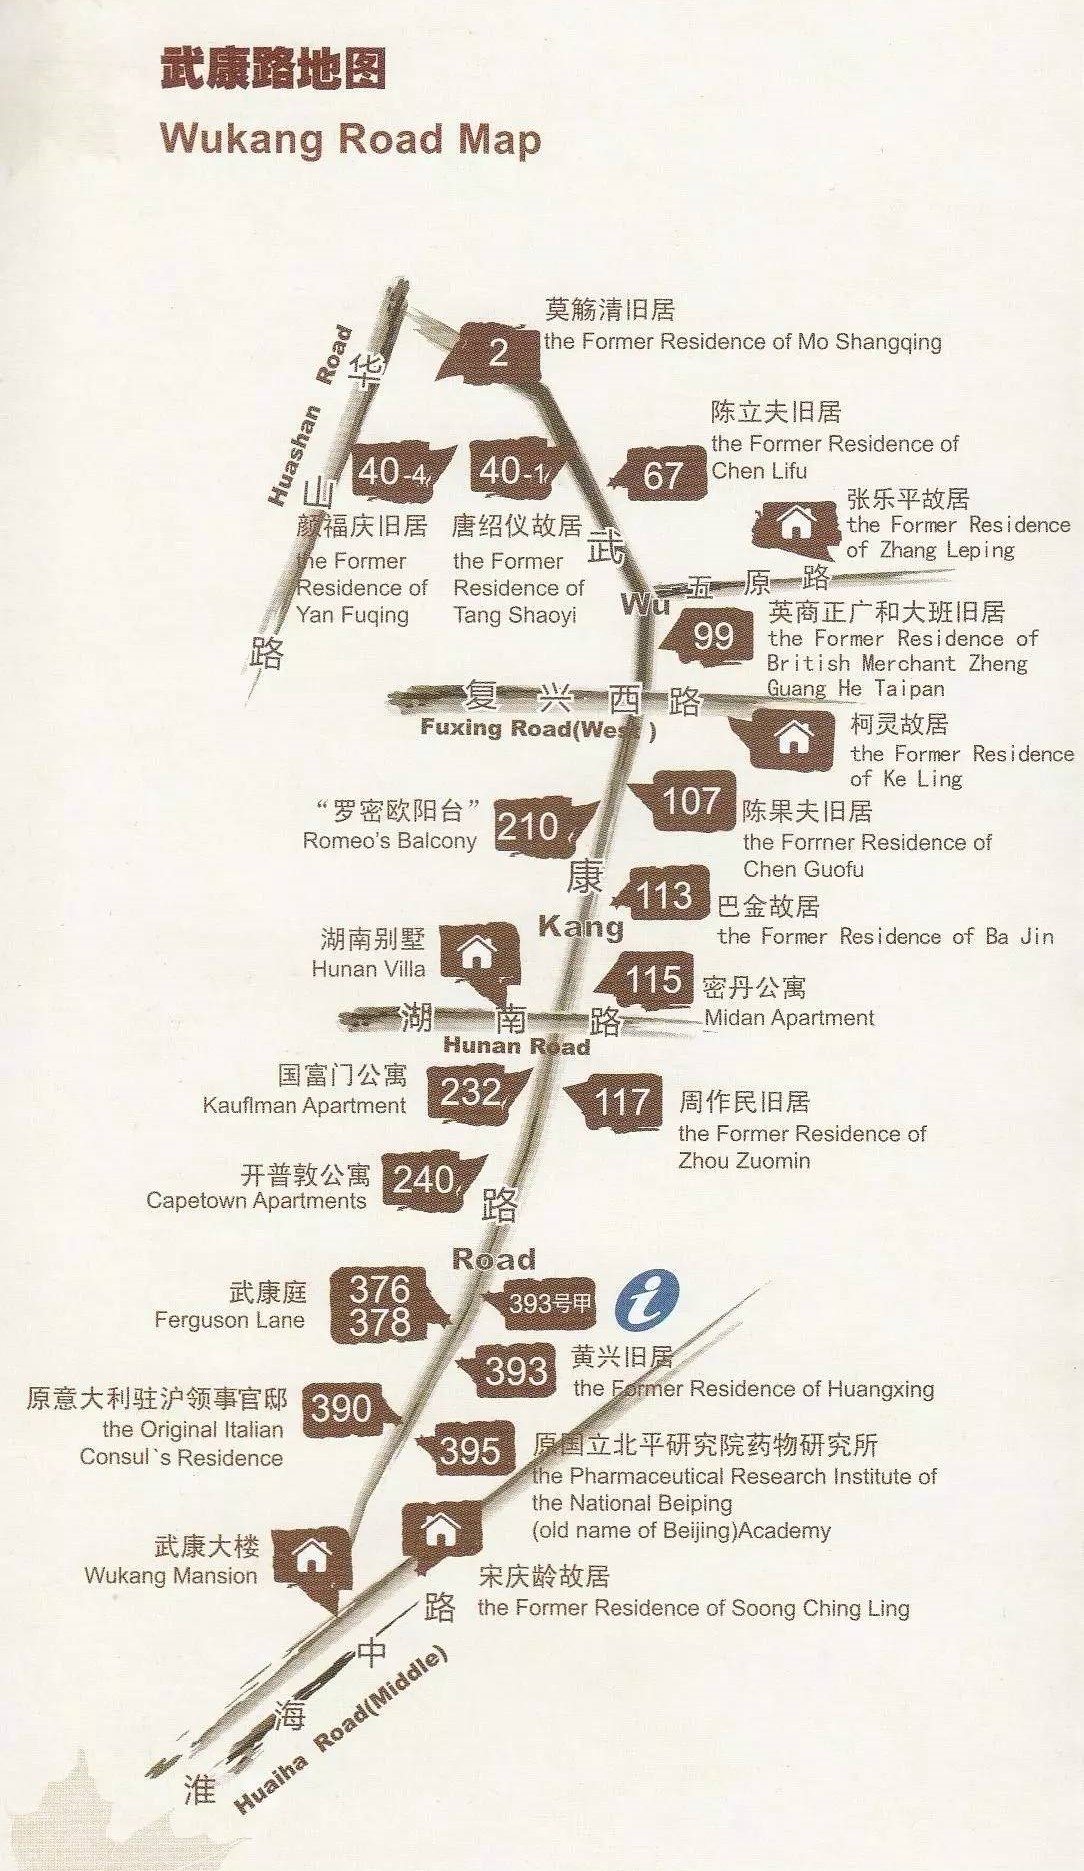 武康路地图
Wukang Road Map
莫觞清旧居
2
the Former Residence of Mo Shangqing
华山路
Huashan Road
陈立夫旧居
67
the Former Residence of
Chen Lifu
40-4
颜福庆旧居
the Former
Residence of
Yan Fuqing
40-1
唐绍仪故居
the Former
Residence of
Tang Shaoyi
张乐平故居
the Former Residence
of Zhang Leping
武
Wu
五原路
99
英商正广和大班旧居
the Former Residence of
British Merchant Zheng
Guang He Taipan
复兴西路
Fuxing Road(West )
柯灵故居
the Former Residence
of Ke Ling
107
陈果夫旧居
the Forrner Residence of
Chen Guofu
“罗密欧阳台”
Romeo's Balcony
210
康
Kang
113
巴金故居
the Former Residence of Ba Jin
湖南别墅
Hunan Villa
115
密丹公寓
Midan Apartment
湖南路
Hunan Road
国富门公寓
Kauflman Apartment
232
117
周作民旧居
the Former Residence of
Zhou Zuomin
开普敦公寓
Capetown Apartments
240
路
Road
武康庭
Ferguson Lane
376
378
393号甲
i
393
黄兴旧居
the Former Residence of Huangxing
原意大利驻沪领事官邸
the Original Italian
Consul`s Residence
390
395
原国立北平研究院药物研究所
the Pharmaceutical Research Institute of
the National Beiping
(old name of Beijing)Academy
武康大楼
Wukang Mansion
宋庆龄故居
the Former Residence of Soong Ching Ling
淮海中路
Huaiha Road(Middle)